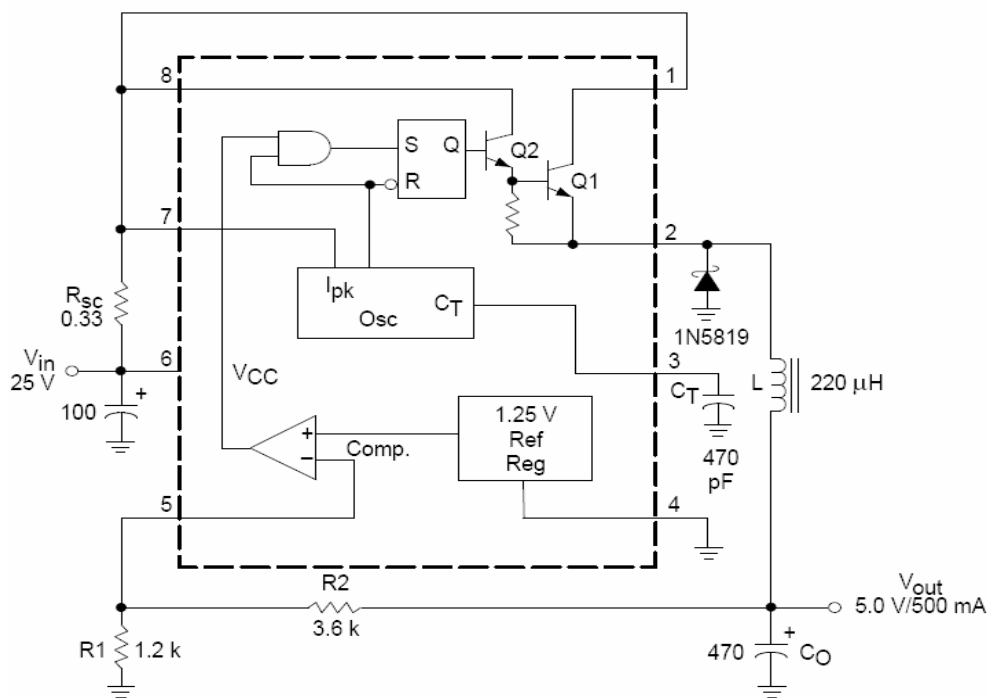 8
1
S
Q
Q2
R
Q1
7
2
Ipk
CT
Osc
Rsc
0.33
1N5819
Vin
25 V
6
VCC
3
CT
L
220 μH
100
+
1.25 V
Ref
Reg
+
−
Comp.
470
pF
5
4
R2
3.6 k
Vout
5.0 V/500 mA
R1
1.2 k
470
+
CO